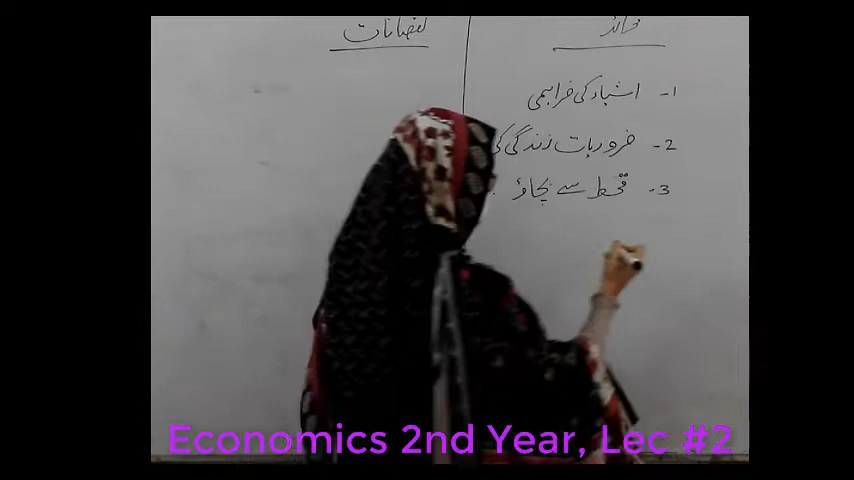 فوائد
نقصانات
1- اشیاء کی فراہمی
2- ضروریات زندگی کی
3- قحط سے بچاؤ
Economics 2nd Year, Lec #2